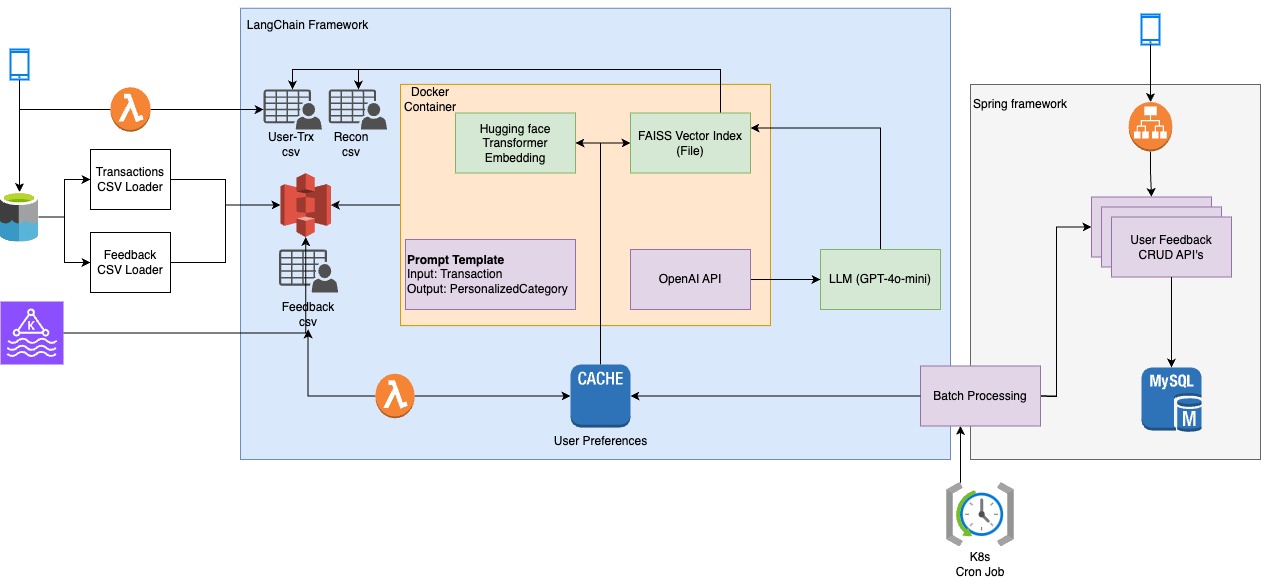 LangChain Framework
Docker
Container
Spring framework
Hugging face
Transformer
Embedding
FAISS Vector Index
(File)
User-Trx
csv
Recon
csv
Transactions
CSV Loader
Feedback
CSV Loader
User Feedback
CRUD API's
Prompt Template
Input: Transaction
Output: PersonalizedCategory
OpenAI API
LLM (GPT-4o-mini)
Feedback
csv
K
CACHE
User Preferences
Batch Processing
MySQL
M
K8s
Cron Job